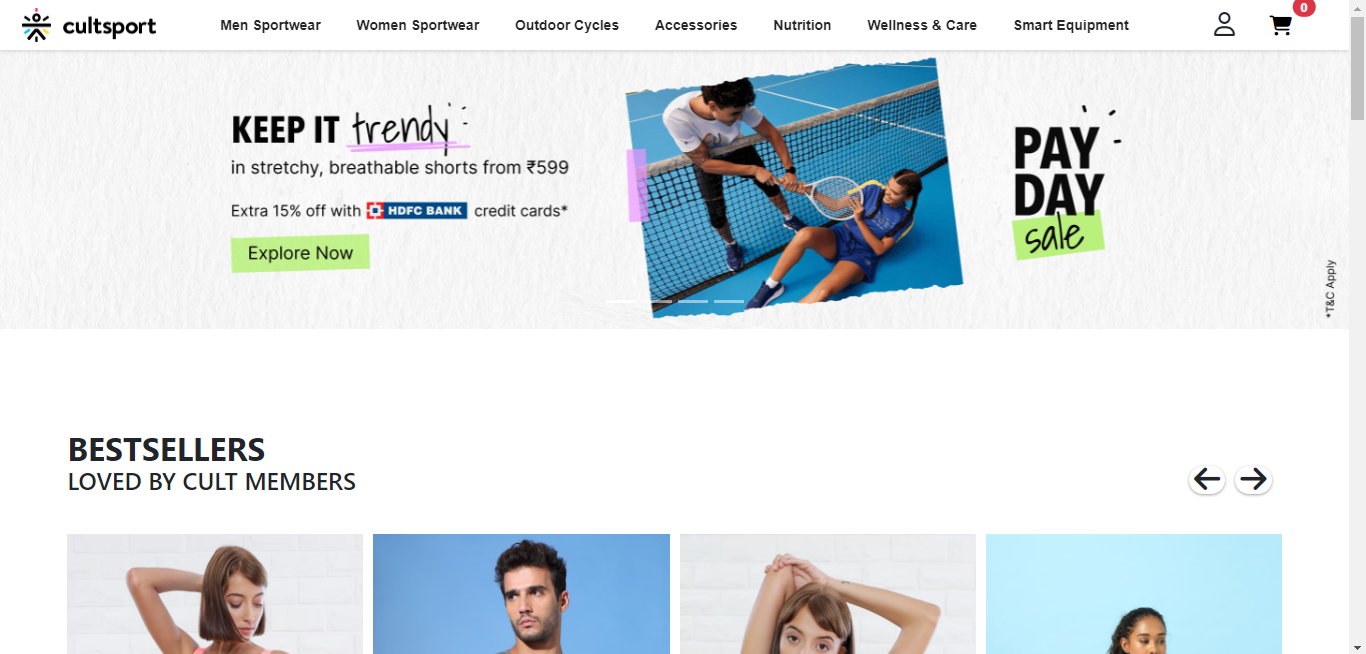 cultsport
Men Sportwear
Women Sportwear
Outdoor Cycles
Accessories
Nutrition
Wellness & Care
Smart Equipment
0
KEEP IT trendy
in stretchy, breathable shorts from ₹599
Extra 15% off with HDFC BANK credit cards*
Explore Now
PAY
DAY
sale
*T&C Apply
BESTSELLERS
LOVED BY CULT MEMBERS